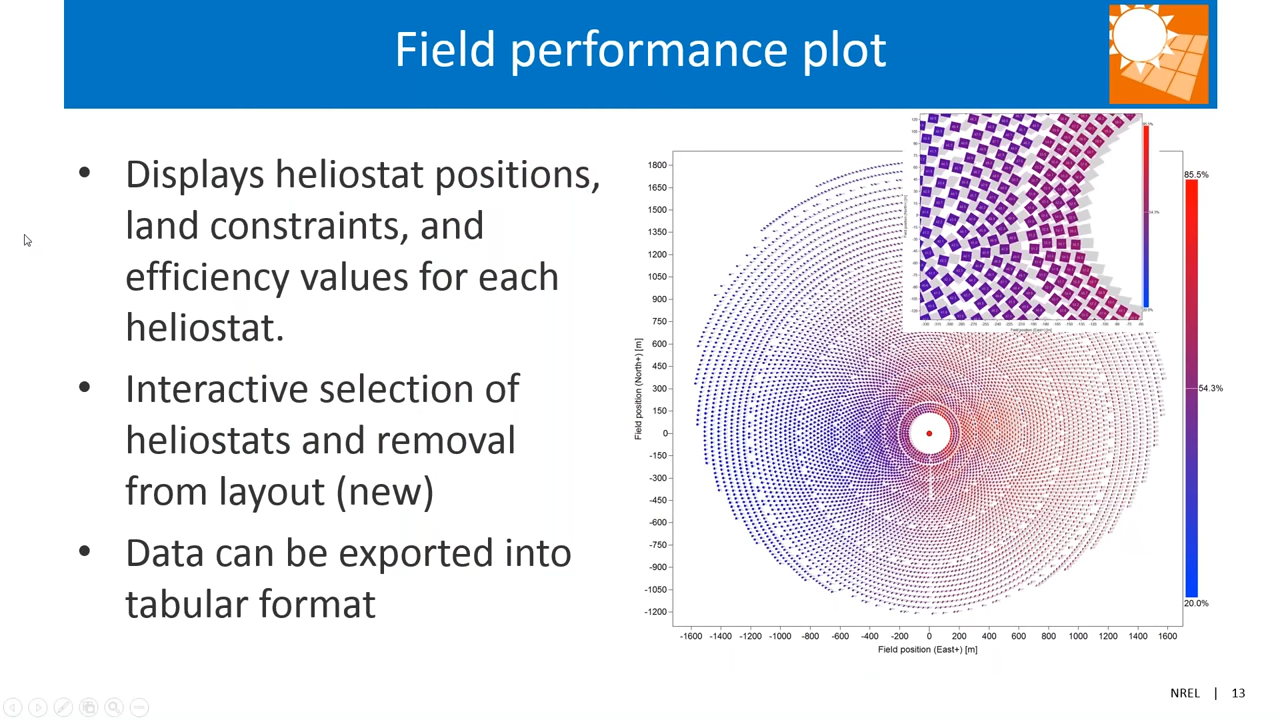 Field performance plot
• Displays heliostat positions,
land constraints, and
efficiency values for each
heliostat.
• Interactive selection of
heliostats and removal
from layout (new)
• Data can be exported into
tabular format
1800
1650
1500
1350
1200
1050
900
750
600
450
300
150
0
-150
-300
-450
-600
-750
-900
-1050
-1200
Field position (North+) [m]
-1600 -1400 -1200 -1000 -800 -600 -400 -200 0 200 400 600 800 1000 1200 1400 1600
Field position (East+) [m]
85.5%
54.3%
20.0%
NREL | 13